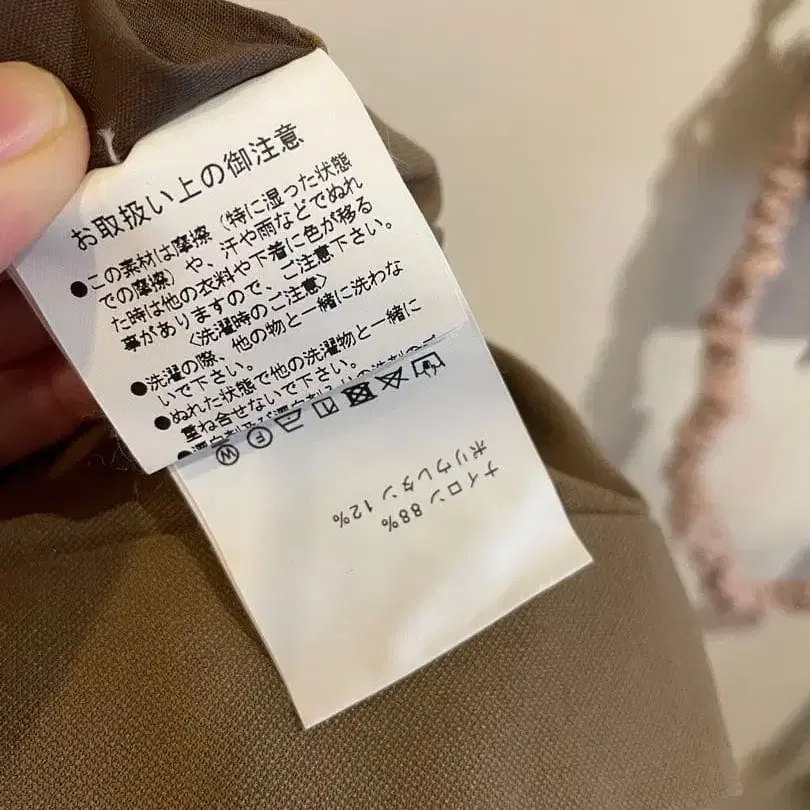 お取扱い上の御注意
●この素材は摩擦（特に湿った状態
での摩擦）や、汗や雨などでぬれ
た時は他の衣料や下着に色が移る
事がありますので、ご注意下さい。
〈洗濯時のご注意〉
●洗濯の際、他の物と一緒に洗わな
いで下さい。
●ぬれた状態で他の洗濯物と一緒に
重ね合せないで下さい。
F
W
ナイロン 88%
ポリウレタン 12%